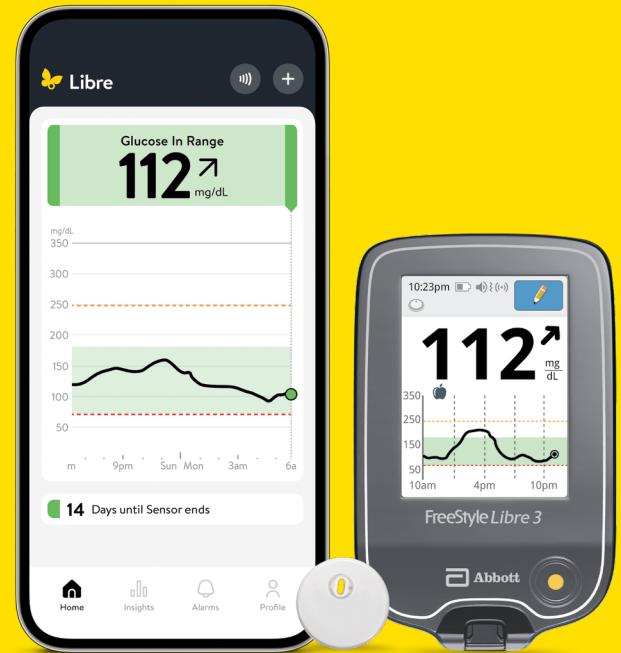 Libre
Glucose In Range
112
mg/dL
mg/dL
350
300
250
200
150
100
50
m 9pm Sun Mon 3am 6a
14 Days until Sensor ends
Home Insights Alarms Profile
10:23pm
112
mg
dL
350
250
150
50
10am 4pm 10pm
FreeStyle Libre 3
Abbott